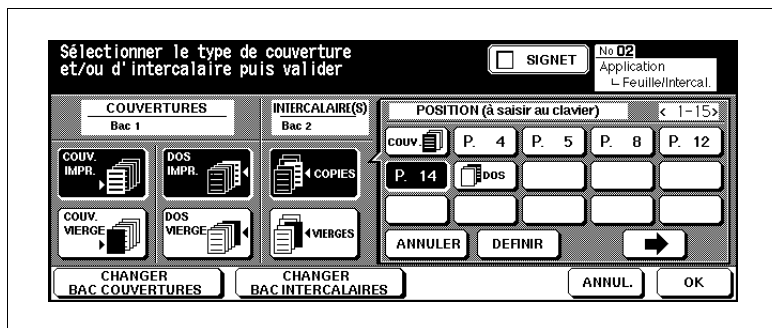 Sélectionner le type de couverture
et/ou d'intercalaire puis valider
SIGNET
No 02
Application
Feuille/Intercal.
COUVERTURES
Bac 1
INTERCALAIRE(S)
Bac 2
POSITION (à saisir au clavier)
< 1-15>
COUV. IMPR.
DOS IMPR.
COPIES
COUV. VIERGE
DOS VIERGE
VIERGES
COUV.
P. 4
P. 5
P. 8
P. 12
P. 14
DOS
ANNULER
DEFINIR
CHANGER
BAC COUVERTURES
CHANGER
BAC INTERCALAIRES
ANNUL.
OK